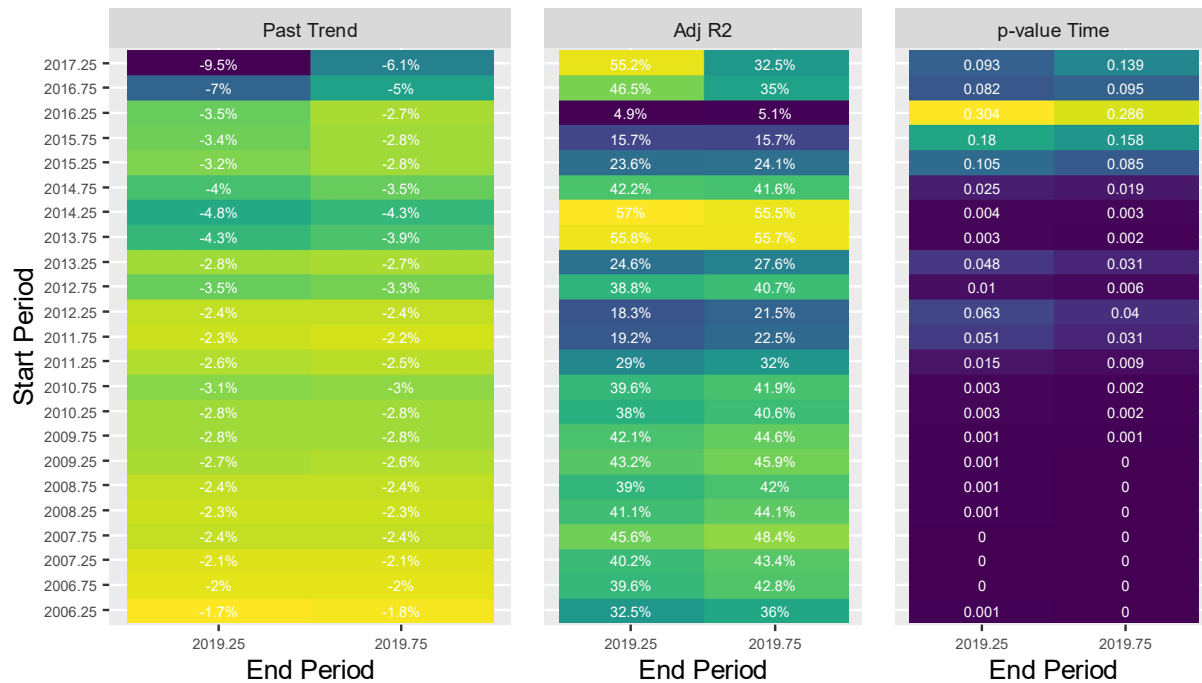 Past Trend Adj R2 p-value Time
2017.25 -9.5% -6.1% 55.2% 32.5% 0.093 0.139
2016.75 -7% -5% 46.5% 35% 0.082 0.095
2016.25 -3.5% -2.7% 4.9% 5.1% 0.304 0.286
2015.75 -3.4% -2.8% 15.7% 15.7% 0.18 0.158
2015.25 -3.2% -2.8% 23.6% 24.1% 0.105 0.085
2014.75 -4% -3.5% 42.2% 41.6% 0.025 0.019
2014.25 -4.8% -4.3% 57% 55.5% 0.004 0.003
2013.75 -4.3% -3.9% 55.8% 55.7% 0.003 0.002
2013.25 -2.8% -2.7% 24.6% 27.6% 0.048 0.031
2012.75 -3.5% -3.3% 38.8% 40.7% 0.01 0.006
2012.25 -2.4% -2.4% 18.3% 21.5% 0.063 0.04
2011.75 -2.3% -2.2% 19.2% 22.5% 0.051 0.031
2011.25 -2.6% -2.5% 29% 32% 0.015 0.009
2010.75 -3.1% -3% 39.6% 41.9% 0.003 0.002
2010.25 -2.8% -2.8% 38% 40.6% 0.003 0.002
2009.75 -2.8% -2.8% 42.1% 44.6% 0.001 0.001
2009.25 -2.7% -2.6% 43.2% 45.9% 0.001 0
2008.75 -2.4% -2.4% 39% 42% 0.001 0
2008.25 -2.3% -2.3% 41.1% 44.1% 0.001 0
2007.75 -2.4% -2.4% 45.6% 48.4% 0 0
2007.25 -2.1% -2.1% 40.2% 43.4% 0 0
2006.75 -2% -2% 39.6% 42.8% 0 0
2006.25 -1.7% -1.8% 32.5% 36% 0.001 0
Start Period
2019.25 2019.75 2019.25 2019.75 2019.25 2019.75
End Period End Period End Period